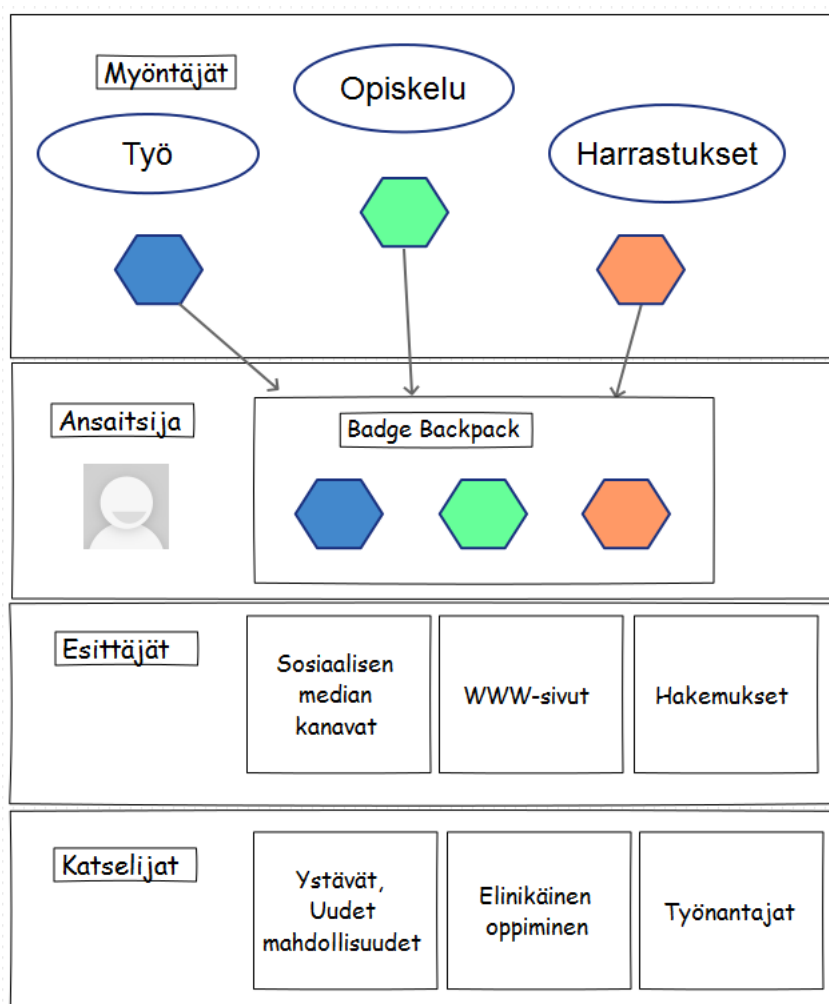 Myöntäjät
Opiskelu
Työ
Harrastukset
Ansaitsija
Badge Backpack
Esittäjät
Sosiaalisen
median
kanavat
WWW-sivut
Hakemukset
Katselijat
Ystävät,
Uudet
mahdollisuudet
Elinikäinen
oppiminen
Työnantajat